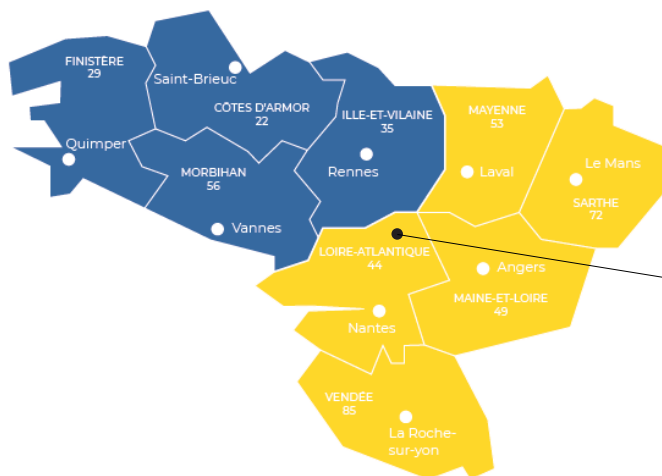 FINISTÈRE
29
Saint-Brieuc
CÔTES D'ARMOR
22
ILLE-ET-VILAINE
35
MAYENNE
53
Quimper
MORBIHAN
56
Rennes
Laval
Le Mans
SARTHE
72
Vannes
LOIRE-ATLANTIQUE
44
Angers
MAINE-ET-LOIRE
49
Nantes
VENDÉE
85
La Roche-
sur-yon